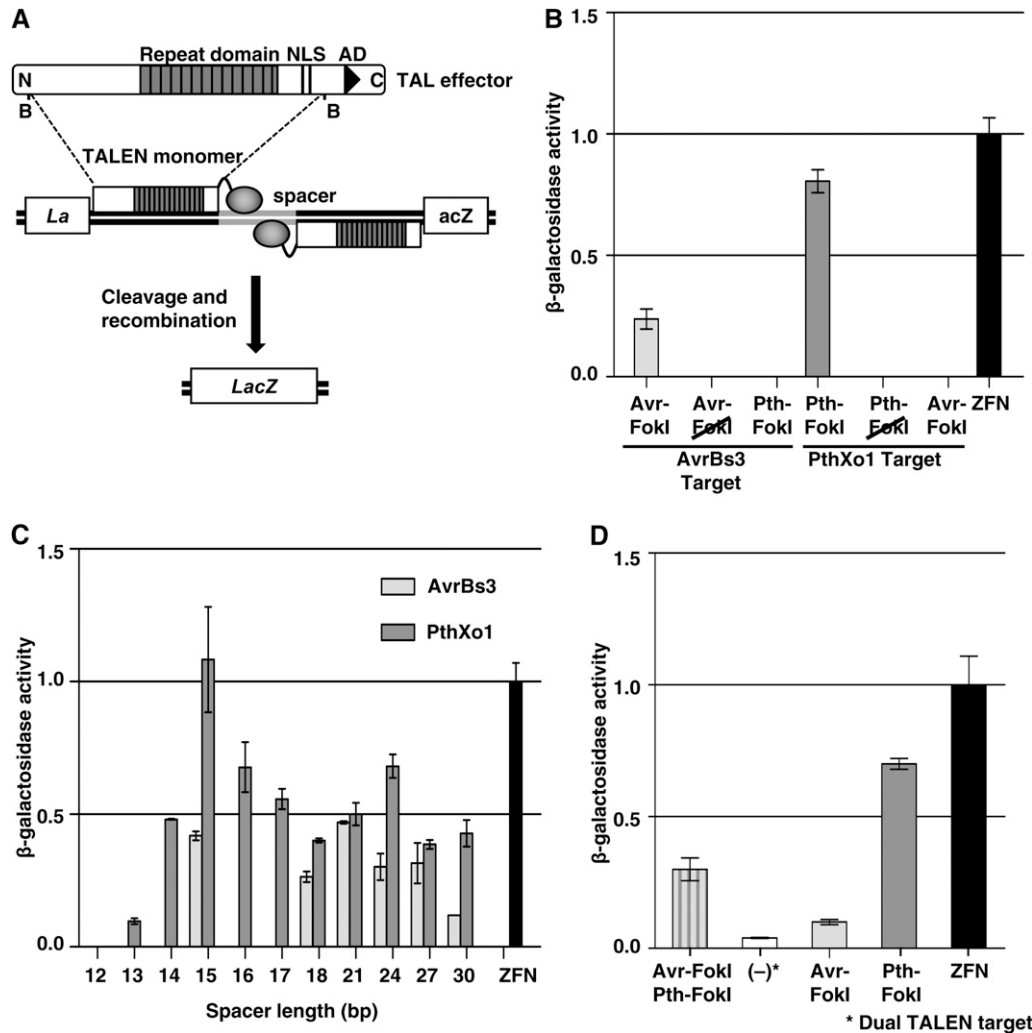 A
Repeat domain NLS AD
N C TAL effector
B B
TALEN monomer
spacer
La acZ
Cleavage and
recombination
LacZ
B
β-galactosidase activity
1.5
1.0
0.5
0.0
Avr- Avr- Pth- Pth- Pth- Avr- ZFN
FokI FokI FokI FokI FokI FokI
AvrBs3 PthXo1 Target
Target
C
β-galactosidase activity
1.5
1.0
0.5
0.0
AvrBs3
PthXo1
12 13 14 15 16 17 18 21 24 27 30 ZFN
Spacer length (bp)
D
β-galactosidase activity
1.5
1.0
0.5
0.0
Avr-FokI (–)* Avr- Pth- ZFN
Pth-FokI FokI FokI
* Dual TALEN target